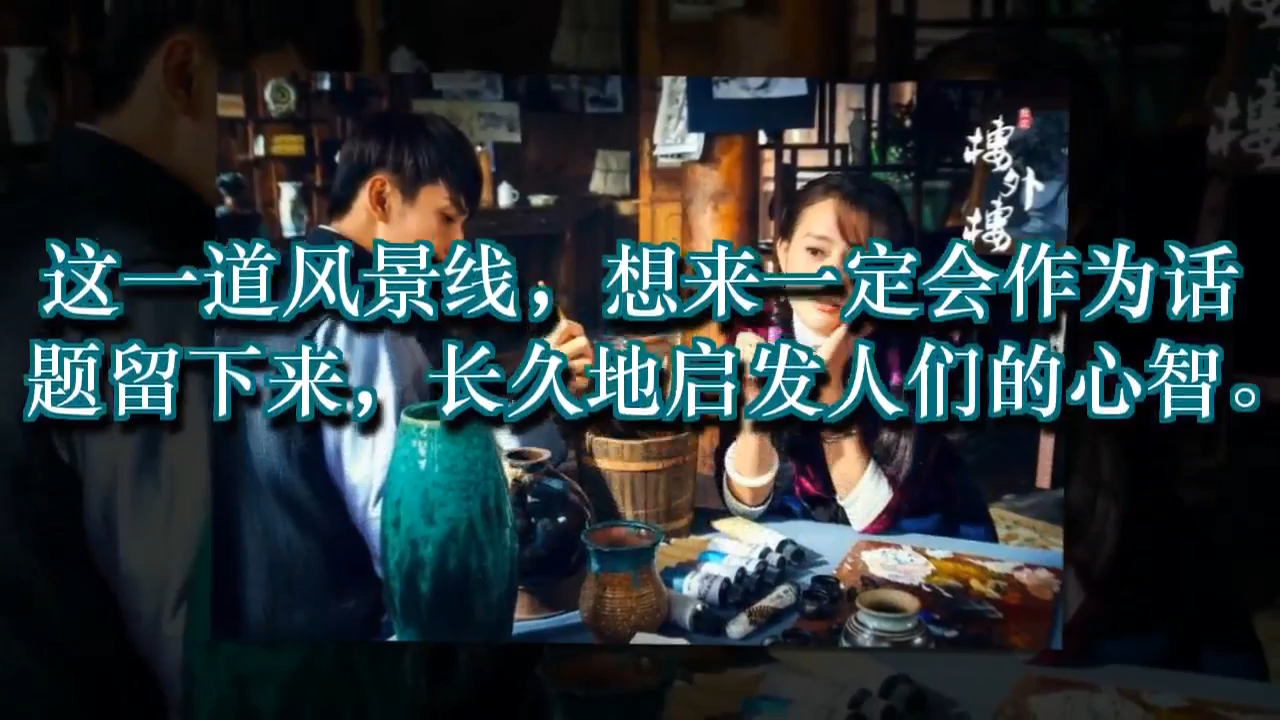 樓外樓
这一道风景线，想来一定会作为话
题留下来，长久地启发人们的心智。